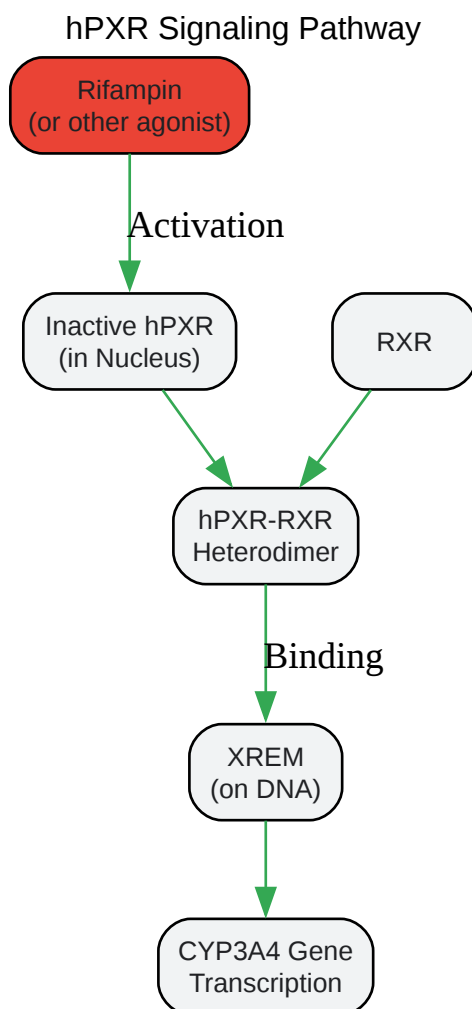 hPXR Signaling Pathway
Rifampin
(or other agonist)
Activation
Inactive hPXR
(in Nucleus)
RXR
hPXR-RXR
Heterodimer
Binding
XREM
(on DNA)
CYP3A4 Gene
Transcription